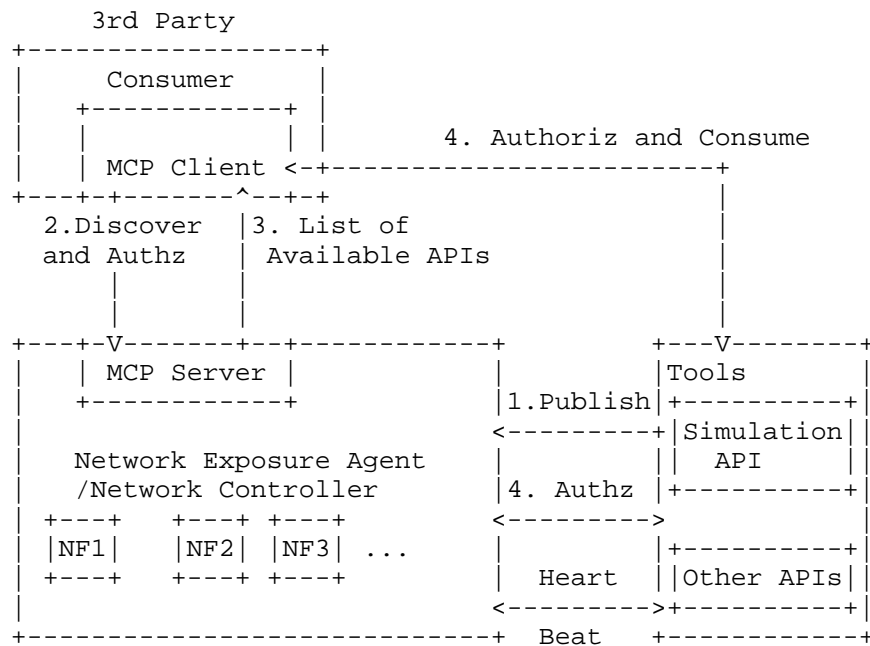 3rd Party
Consumer
4. Authoriz and Consume
MCP Client
2.Discover 3. List of
and Authz Available APIs
MCP Server Tools
1.Publish
Simulation
Network Exposure Agent API
/Network Controller 4. Authz
NF1 NF2 NF3 ...
Heart Other APIs
Beat